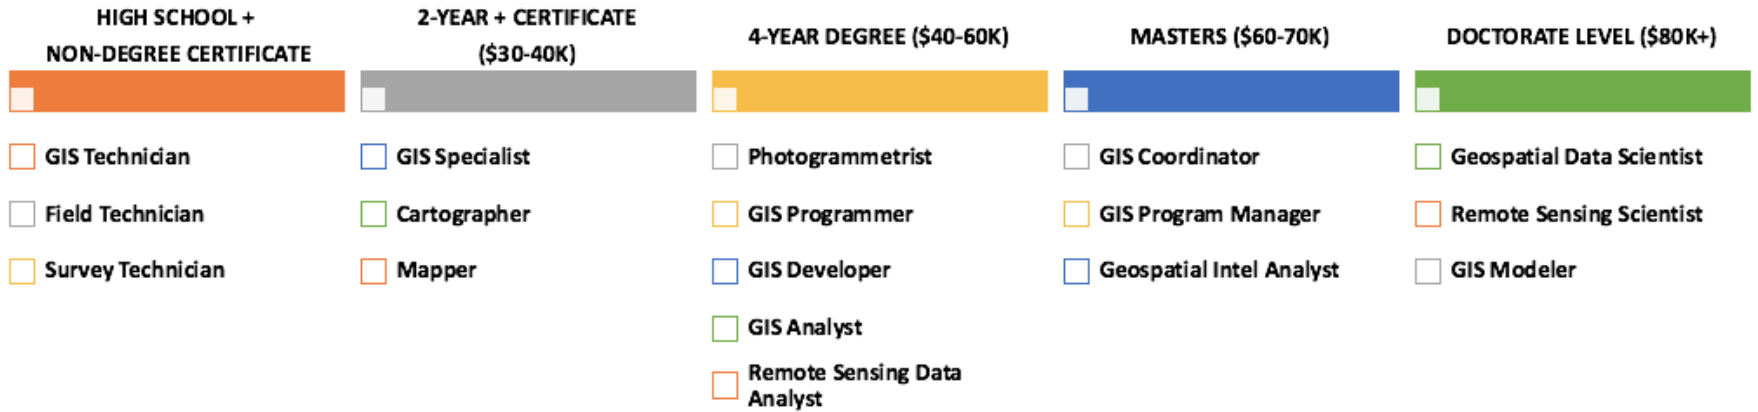 HIGH SCHOOL +
NON-DEGREE CERTIFICATE
GIS Technician
Field Technician
Survey Technician
2-YEAR + CERTIFICATE
($30-40K)
GIS Specialist
Cartographer
Mapper
4-YEAR DEGREE ($40-60K)
Photogrammetrist
GIS Programmer
GIS Developer
GIS Analyst
Remote Sensing Data
Analyst
MASTERS ($60-70K)
GIS Coordinator
GIS Program Manager
Geospatial Intel Analyst
DOCTORATE LEVEL ($80K+)
Geospatial Data Scientist
Remote Sensing Scientist
GIS Modeler